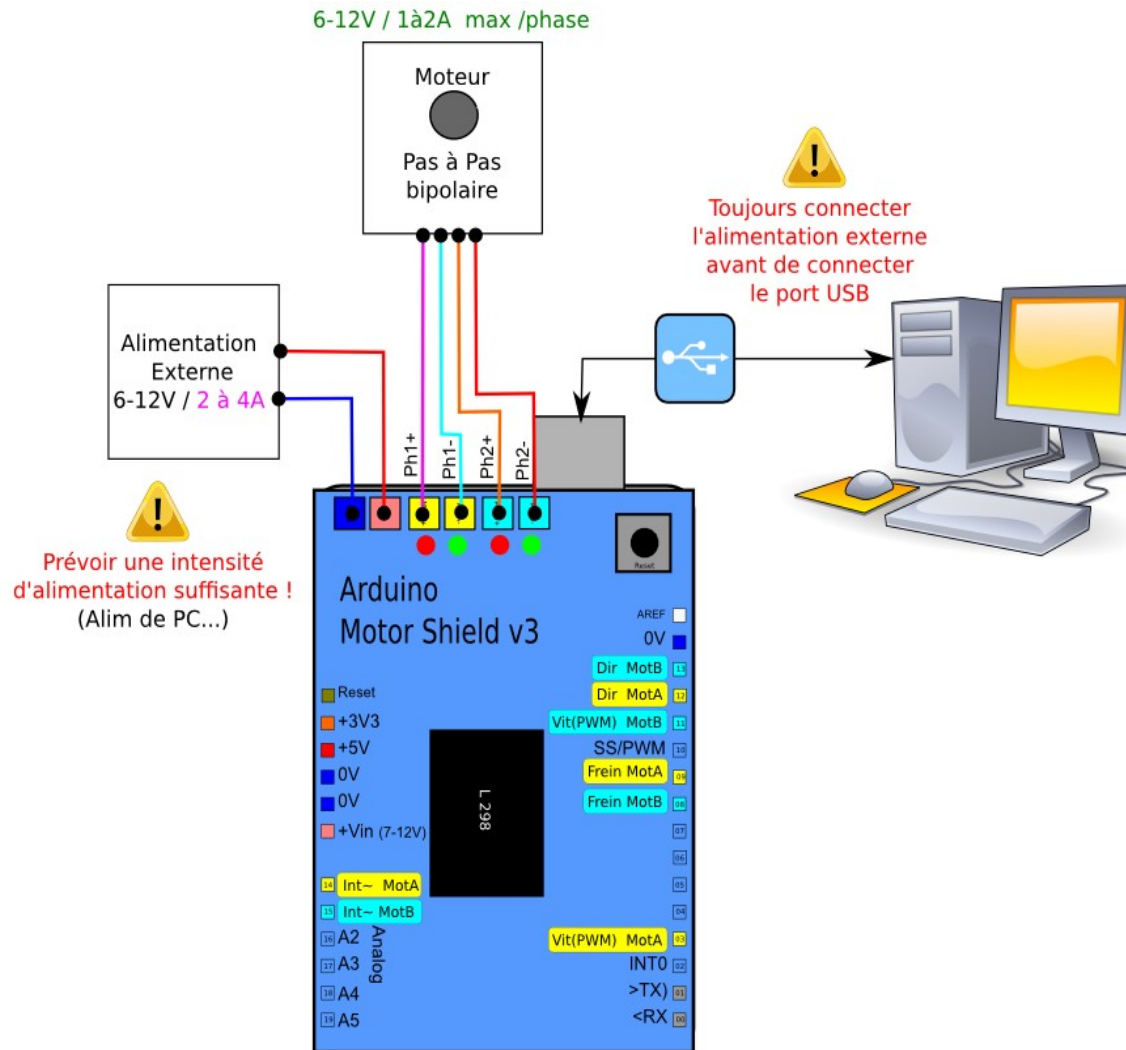 6-12V / 1à2A  max /phase
Moteur
Pas à Pas
bipolaire
Toujours connecter
l'alimentation externe
avant de connecter
le port USB
Alimentation
Externe
6-12V / 2 à 4A
Prévoir une intensité
d'alimentation suffisante !
(Alim de PC...)
Ph1+
Ph1-
Ph2+
Ph2-
Reset
Arduino
Motor Shield v3
AREF
0V
Dir MotB 13
Dir MotA 12
Vit(PWM) MotB 11
SS/PWM 10
Frein MotA 09
Frein MotB 08
07
06
05
04
Vit(PWM) MotA 03
INT0 02
>TX) 01
<RX 00
Reset
+3V3
+5V
0V
0V
+Vin (7-12V)
14 Int~ MotA
15 Int~ MotB
16 A2
17 A3
18 A4
19 A5
Analog
L 298